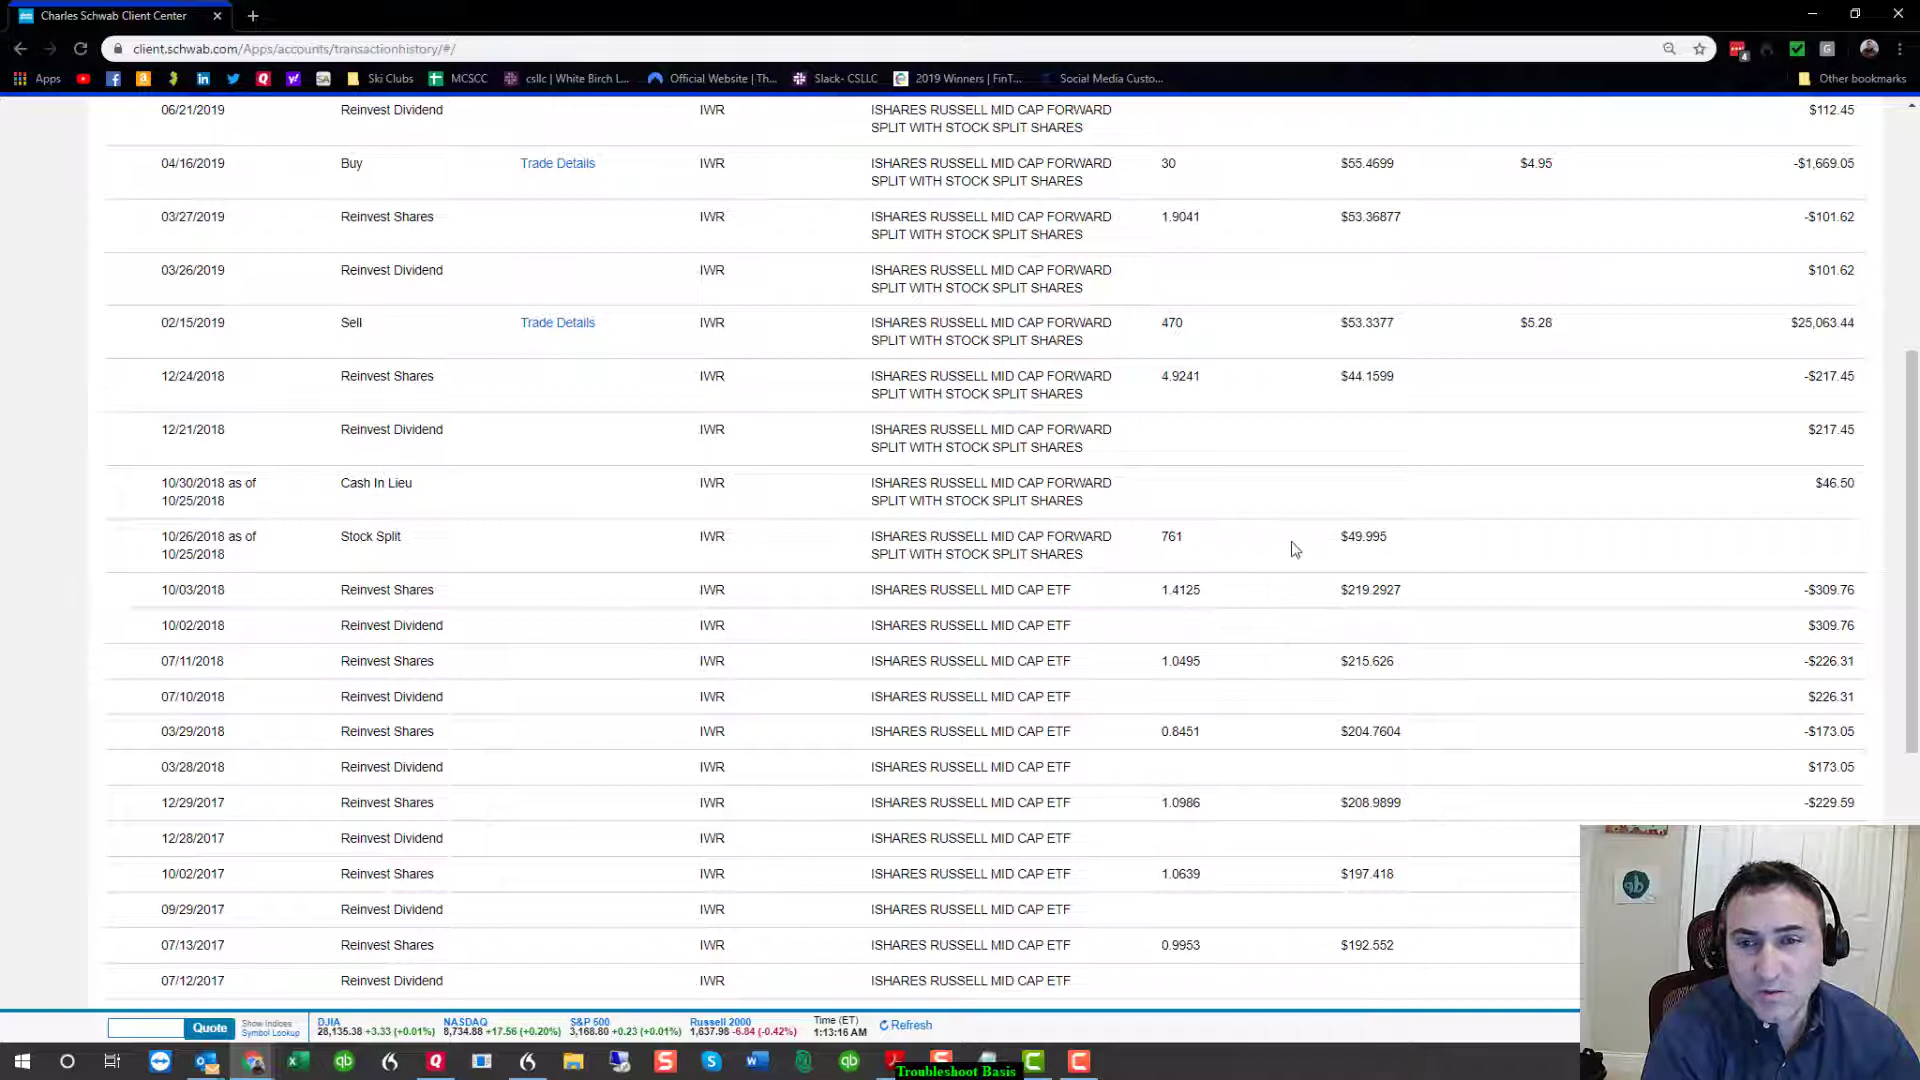 Charles Schwab Client Center
client.schwab.com/Apps/accounts/transactionhistory/#/
Apps Ski Clubs MCSCC csllc | White Birch L... Official Website | Th... Slack- CSLLC 2019 Winners | FinT... Social Media Custo... Other bookmarks
06/21/2019 Reinvest Dividend IWR ISHARES RUSSELL MID CAP FORWARD $112.45
SPLIT WITH STOCK SPLIT SHARES
04/16/2019 Buy Trade Details IWR ISHARES RUSSELL MID CAP FORWARD 30 $55.4699 $4.95 -$1,669.05
SPLIT WITH STOCK SPLIT SHARES
03/27/2019 Reinvest Shares IWR ISHARES RUSSELL MID CAP FORWARD 1.9041 $53.36877 -$101.62
SPLIT WITH STOCK SPLIT SHARES
03/26/2019 Reinvest Dividend IWR ISHARES RUSSELL MID CAP FORWARD $101.62
SPLIT WITH STOCK SPLIT SHARES
02/15/2019 Sell Trade Details IWR ISHARES RUSSELL MID CAP FORWARD 470 $53.3377 $5.28 $25,063.44
SPLIT WITH STOCK SPLIT SHARES
12/24/2018 Reinvest Shares IWR ISHARES RUSSELL MID CAP FORWARD 4.9241 $44.1599 -$217.45
SPLIT WITH STOCK SPLIT SHARES
12/21/2018 Reinvest Dividend IWR ISHARES RUSSELL MID CAP FORWARD $217.45
SPLIT WITH STOCK SPLIT SHARES
10/30/2018 as of Cash In Lieu IWR ISHARES RUSSELL MID CAP FORWARD $46.50
10/25/2018 SPLIT WITH STOCK SPLIT SHARES
10/26/2018 as of Stock Split IWR ISHARES RUSSELL MID CAP FORWARD 761 $49.995
10/25/2018 SPLIT WITH STOCK SPLIT SHARES
10/03/2018 Reinvest Shares IWR ISHARES RUSSELL MID CAP ETF 1.4125 $219.2927 -$309.76
10/02/2018 Reinvest Dividend IWR ISHARES RUSSELL MID CAP ETF $309.76
07/11/2018 Reinvest Shares IWR ISHARES RUSSELL MID CAP ETF 1.0495 $215.626 -$226.31
07/10/2018 Reinvest Dividend IWR ISHARES RUSSELL MID CAP ETF $226.31
03/29/2018 Reinvest Shares IWR ISHARES RUSSELL MID CAP ETF 0.8451 $204.7604 -$173.05
03/28/2018 Reinvest Dividend IWR ISHARES RUSSELL MID CAP ETF $173.05
12/29/2017 Reinvest Shares IWR ISHARES RUSSELL MID CAP ETF 1.0986 $208.9899 -$229.59
12/28/2017 Reinvest Dividend IWR ISHARES RUSSELL MID CAP ETF
10/02/2017 Reinvest Shares IWR ISHARES RUSSELL MID CAP ETF 1.0639 $197.418
09/29/2017 Reinvest Dividend IWR ISHARES RUSSELL MID CAP ETF
07/13/2017 Reinvest Shares IWR ISHARES RUSSELL MID CAP ETF 0.9953 $192.552
07/12/2017 Reinvest Dividend IWR ISHARES RUSSELL MID CAP ETF
Quote Show Indices DJIA NASDAQ S&P 500 Russell 2000 Time (ET) Refresh
Symbol Lookup 28,135.38 +3.33 (+0.01%) 8,734.88 +17.56 (+0.20%) 3,168.80 +0.23 (+0.01%) 1,637.98 -6.84 (-0.42%) 1:13:16 AM
Troubleshoot Basis